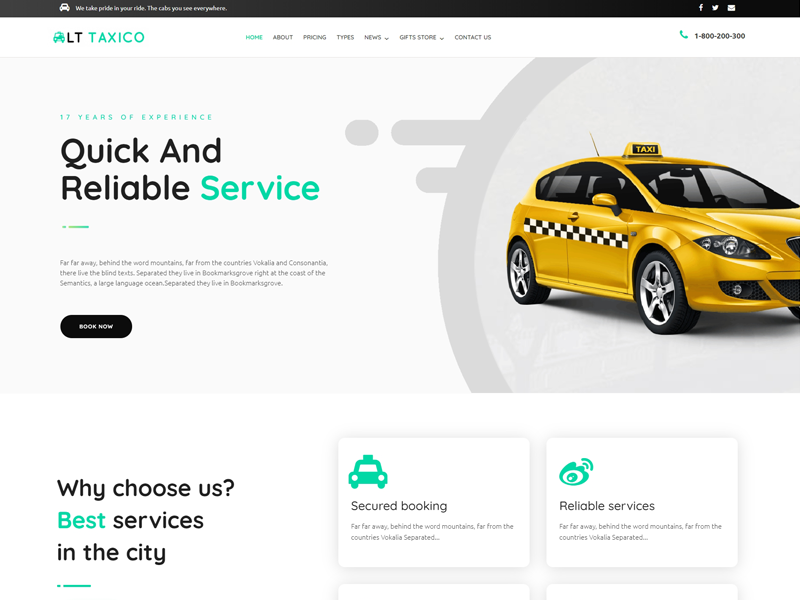 We take pride in your ride. The cabs you see everywhere.
LT TAXICO
HOME ABOUT PRICING TYPES NEWS GIFTS STORE CONTACT US
1-800-200-300
17 YEARS OF EXPERIENCE
Quick And
Reliable Service
TAXI
Far far away, behind the word mountains, far from the countries Vokalia and Consonantia,
there live the blind texts. Separated they live in Bookmarksgrove right at the coast of the
Semantics, a large language ocean.Separated they live in Bookmarksgrove.
BOOK NOW
Why choose us?
Best services
in the city
Secured booking
Far far away, behind the word mountains, far from the
countries Vokalia Separated...
Reliable services
Far far away, behind the word mountains, far from the
countries Vokalia Separated...